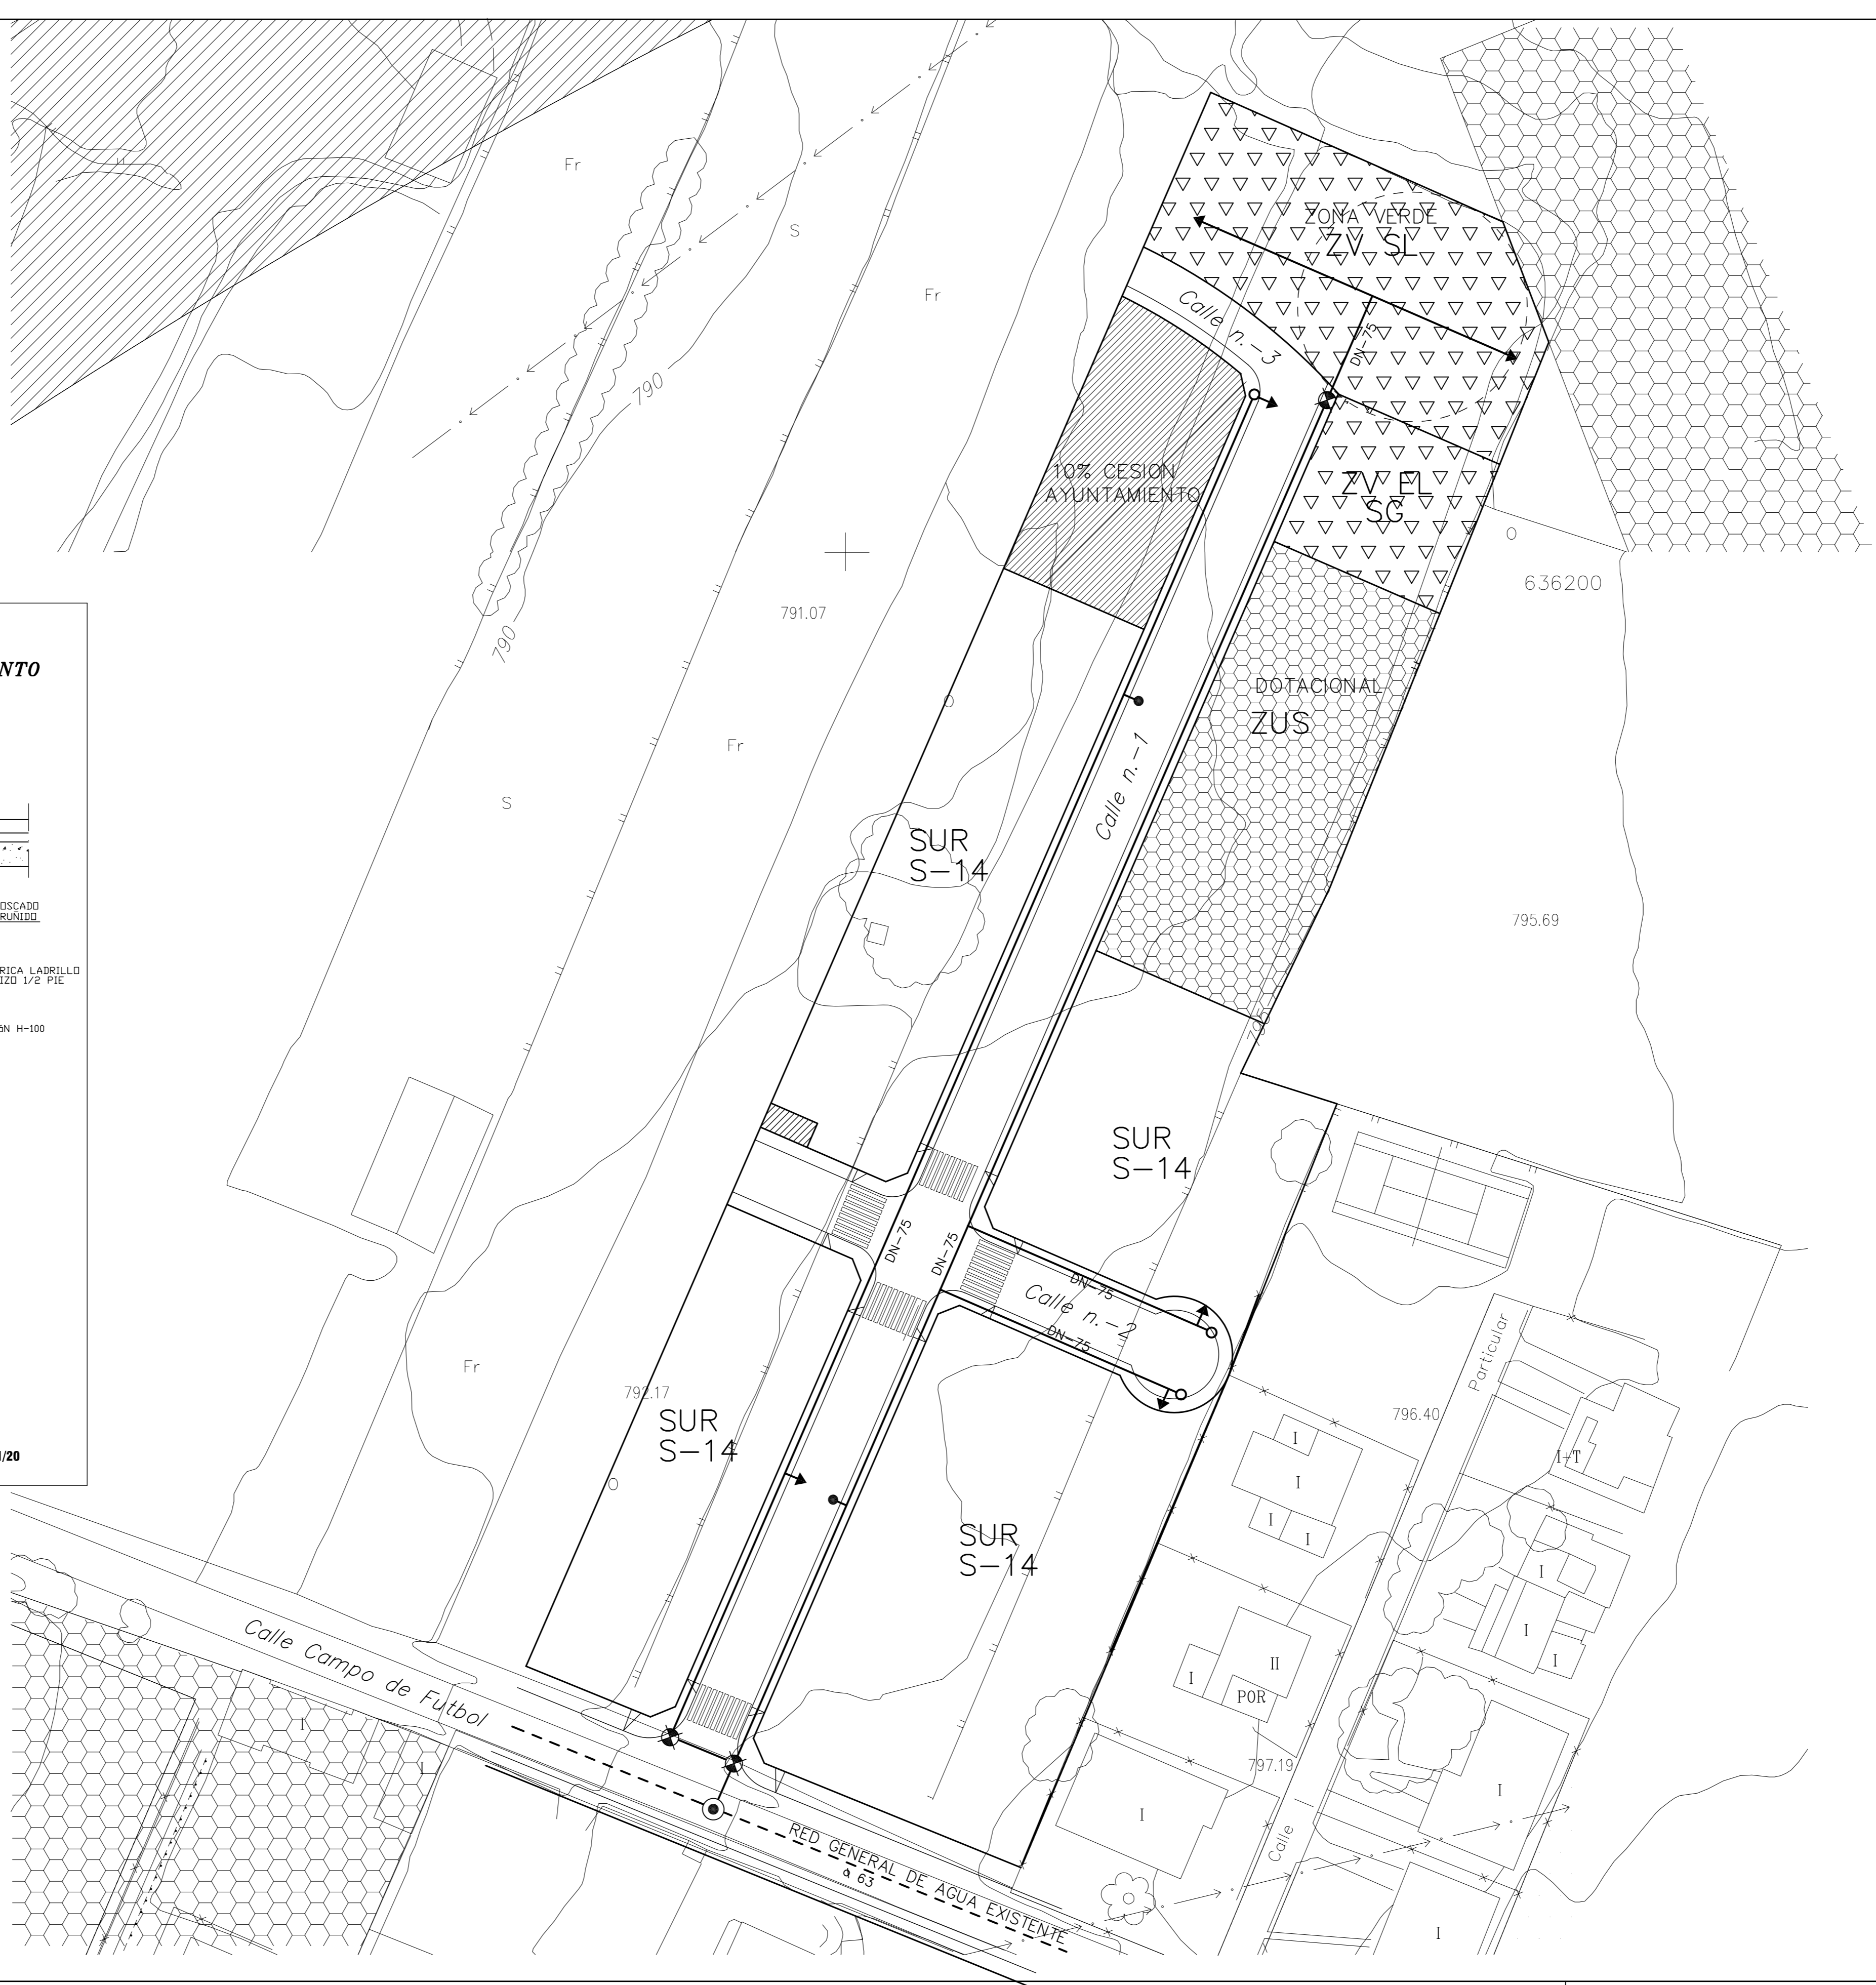 Fr
S
Fr
790
ZONA VERDE
ZV SL
Calle n.-3
DN-75
10% CESION
AYUNTAMIENTO
ZV EL
SG
O
636200
791.07
790
NTO
DOTACIONAL
ZUS
O
Fr
Calle n.-1
S
SUR
S-14
795.69
OSCADO
RUÑIDO
RICA LADRILLO
IZO 1/2 PIE
N H-100
795
SUR
S-14
DN-75
DN-75
DN-75
Calle n.-2
DN-75
Particular
Fr
792.17
SUR
S-14
796.40
I
I
I
I
I+T
1/20
O
SUR
S-14
I
I
I
Calle Campo de Futbol
I
II
POR
I
I
797.19
I
I
Calle
RED GENERAL DE AGUA EXISTENTE
63
I